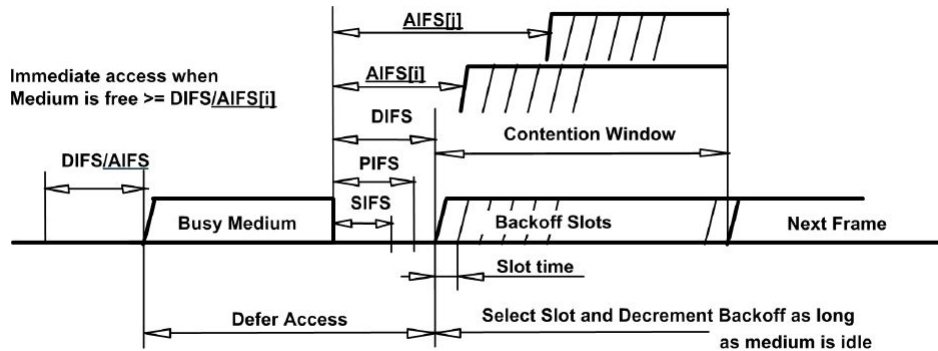 AIFS[j]
Immediate access when
AIFS[i]
Medium is free >= DIFS/AIFS[i]
DIFS
Contention Window
DIFS/AIFS
PIFS
SIFS
Busy Medium
Backoff Slots
Next Frame
Slot time
Defer Access
Select Slot and Decrement Backoff as long
as medium is idle